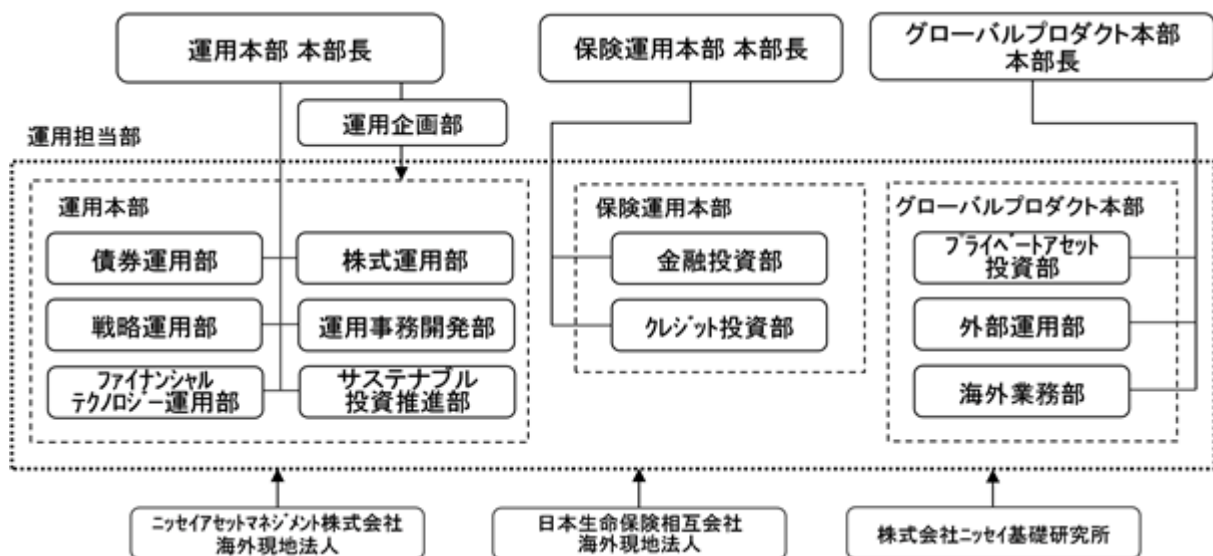 運用本部 本部長
保険運用本部 本部長
グローバルプロダクト本部
本部長
運用企画部
運用担当部
運用本部
債券運用部
株式運用部
戦略運用部
運用事務開発部
ファイナンシャル
テクノロジー運用部
サステナブル
投資推進部
保険運用本部
金融投資部
クレジット投資部
グローバルプロダクト本部
プライベートアセット
投資部
外部運用部
海外業務部
ニッセイアセットマネジメント株式会社
海外現地法人
日本生命保険相互会社
海外現地法人
株式会社ニッセイ基礎研究所